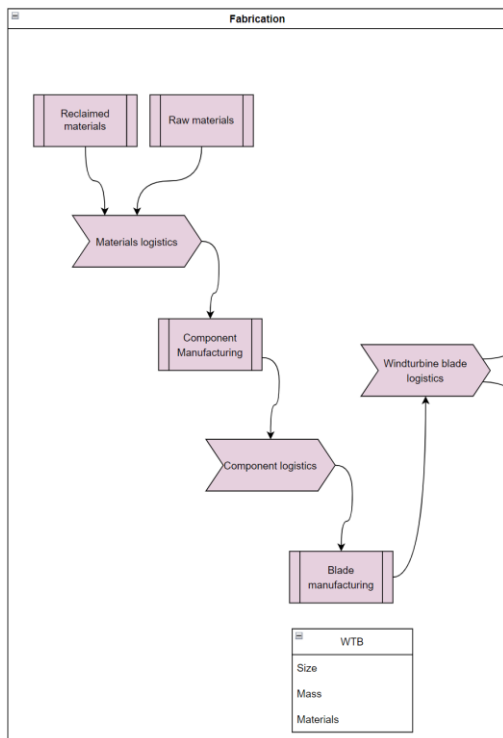 Fabrication
Reclaimed
materials
Raw materials
Materials logistics
Component
Manufacturing
Windturbine blade
logistics
Component logistics
Blade
manufacturing
WTB
Size
Mass
Materials